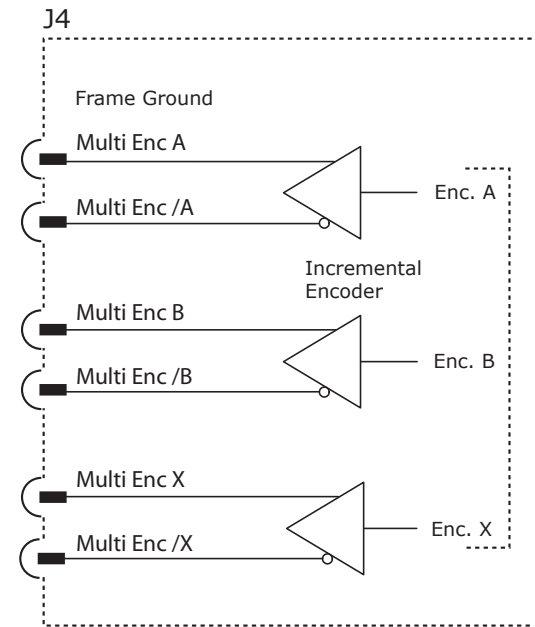 J4
Frame Ground
Multi Enc A
Enc. A
Multi Enc /A
Incremental
Encoder
Multi Enc B
Enc. B
Multi Enc /B
Multi Enc X
Enc. X
Multi Enc /X